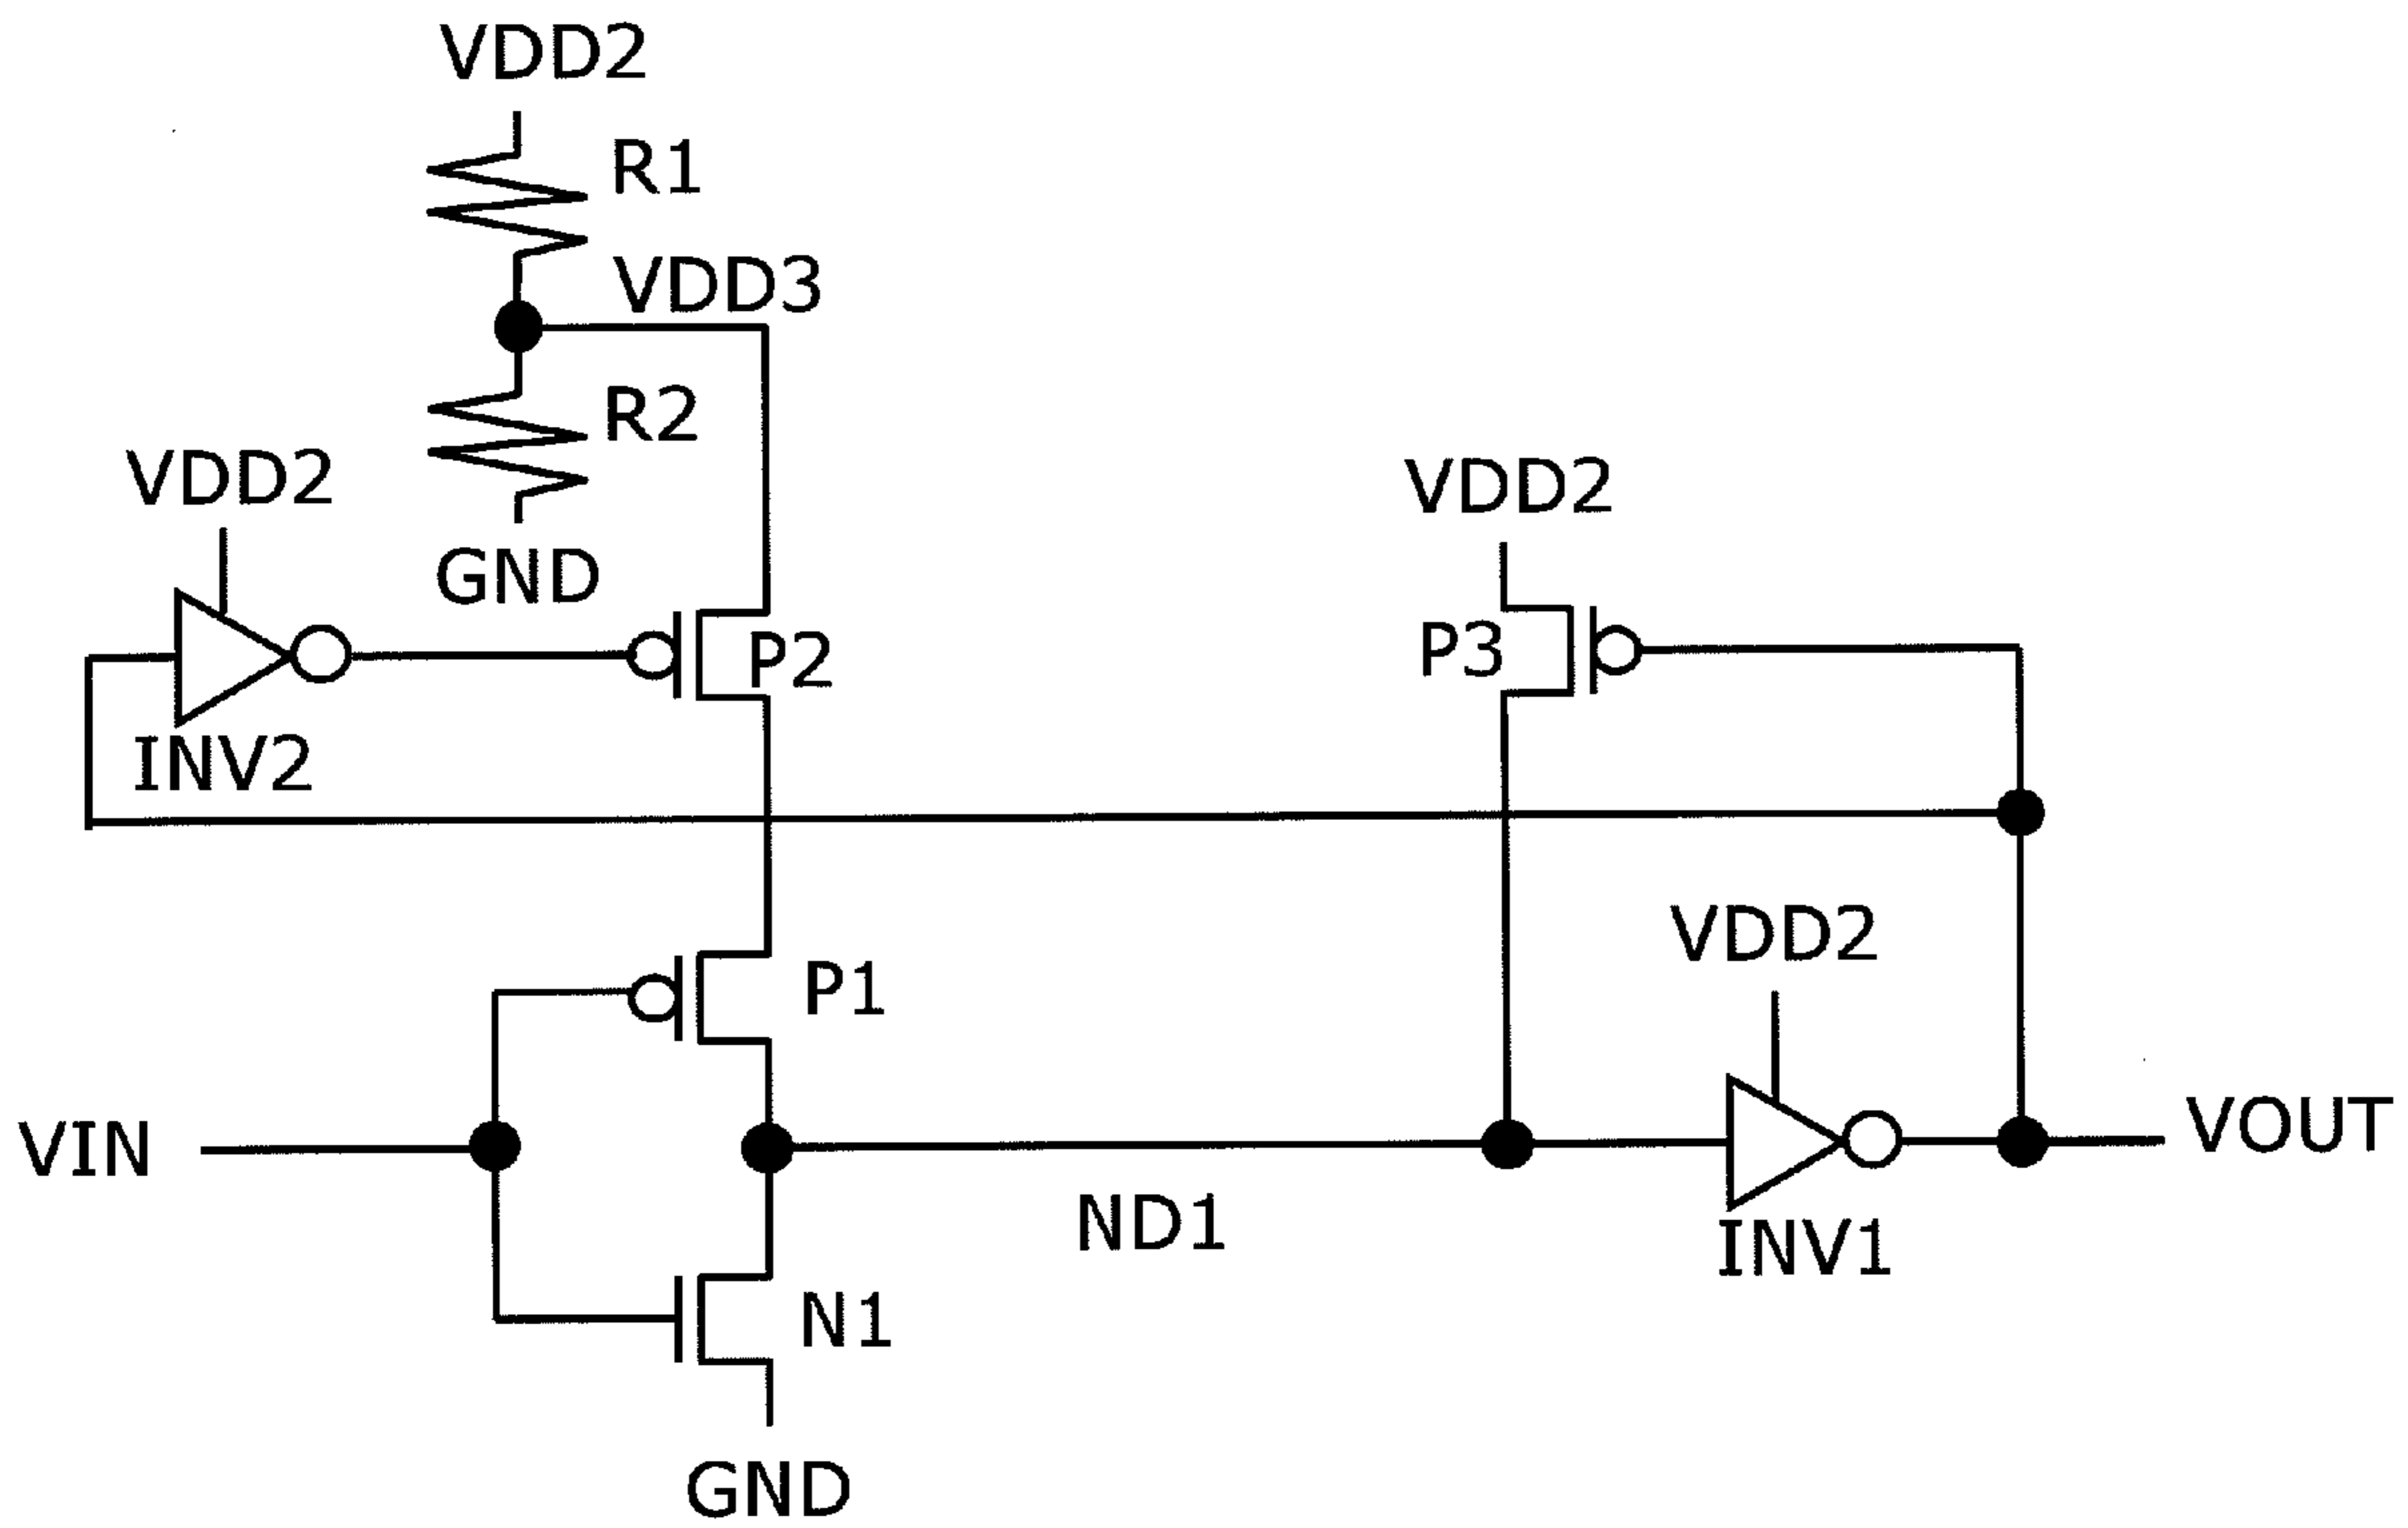 VDD2
R1
VDD3
R2
VDD2
GND
VDD2
P2
P3
INV2
VDD2
P1
VIN
VOUT
ND1
INV1
N1
GND